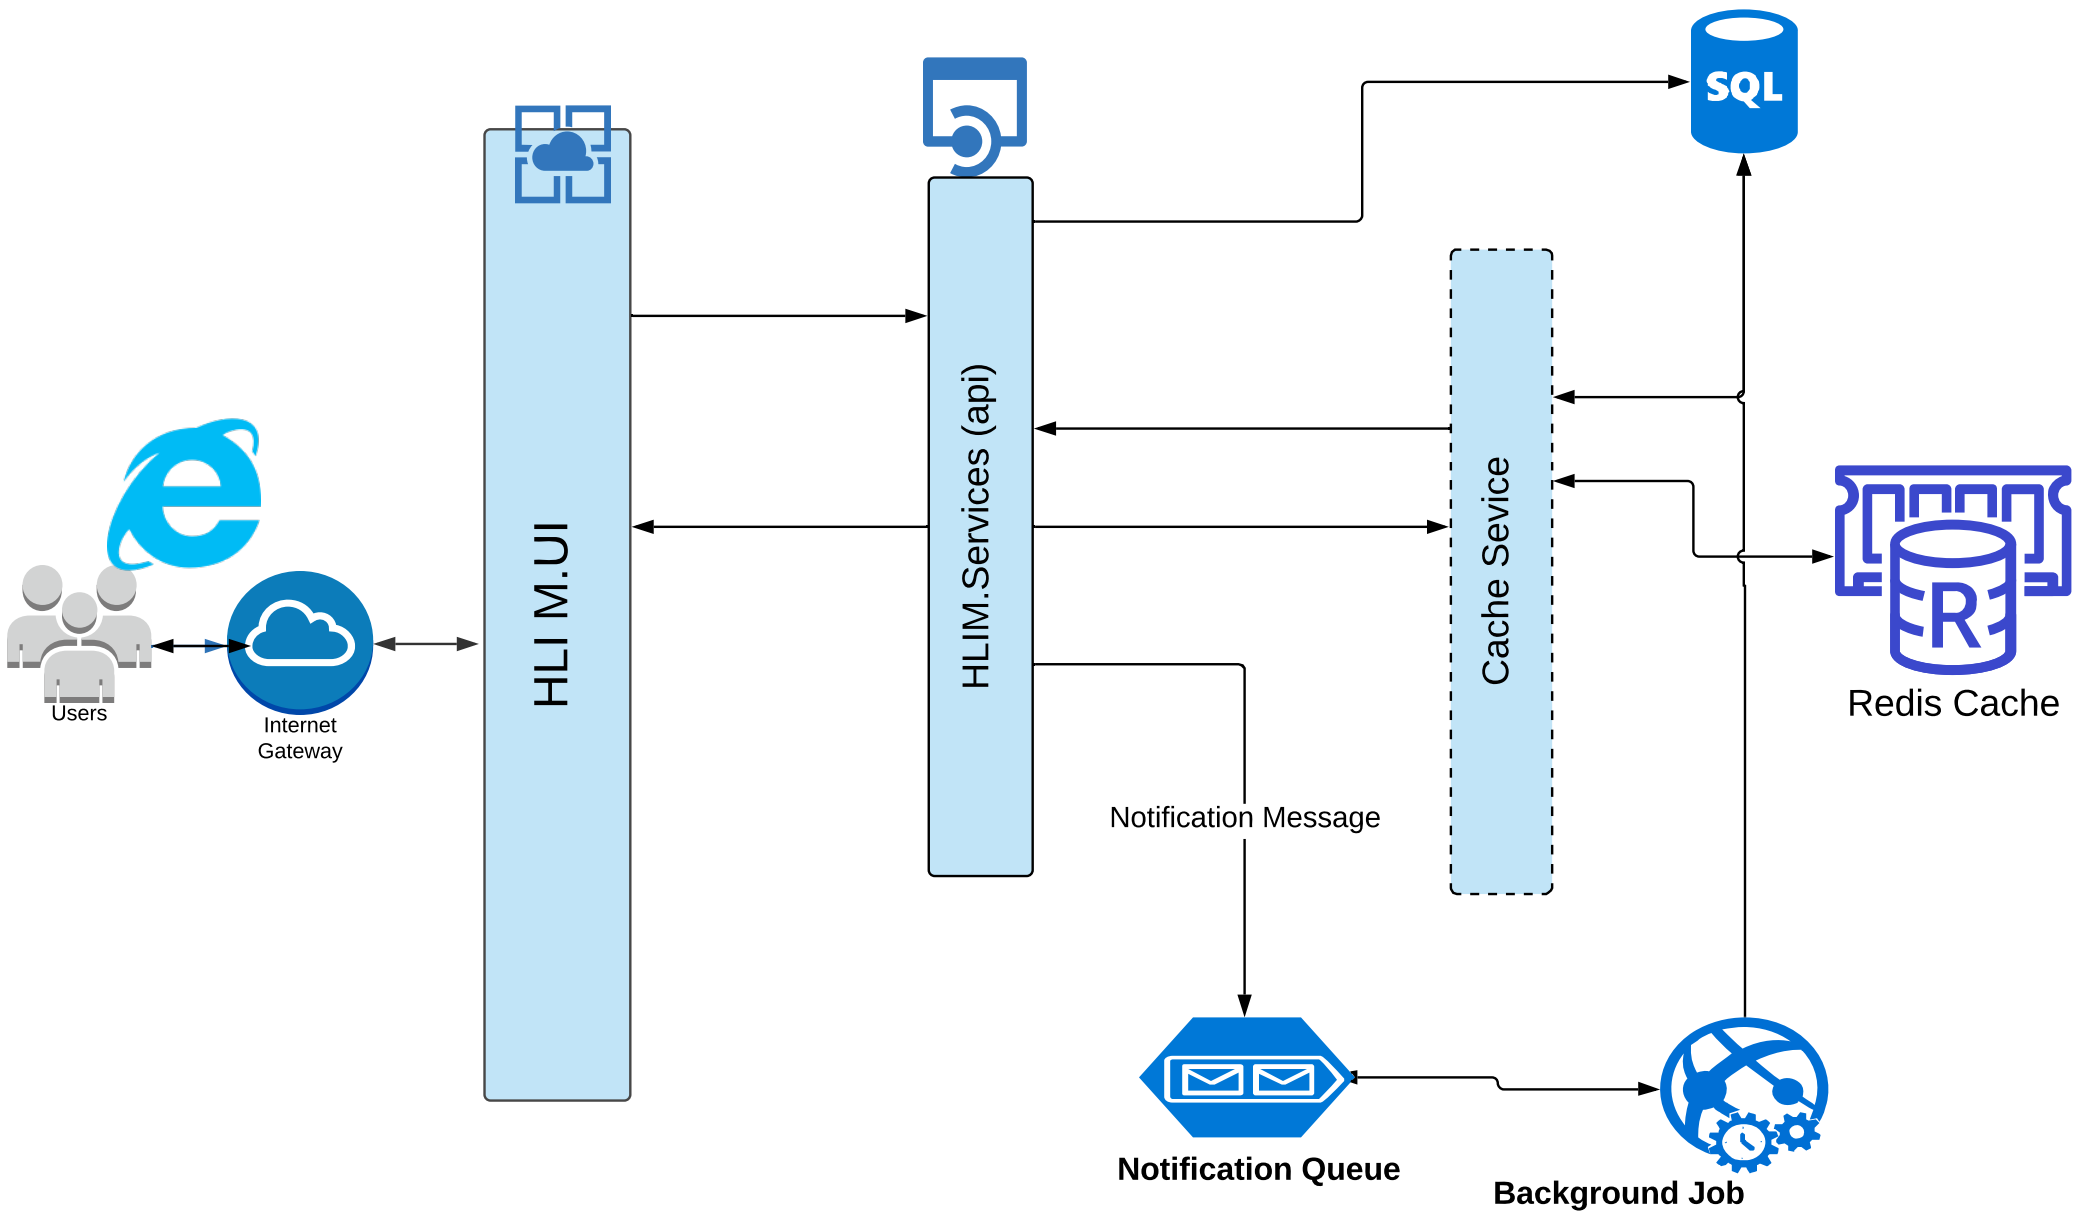 SQL
HLI M.UI
HLIM.Services (api)
Cache Sevice
R
Redis Cache
Users
Internet
Gateway
Notification Message
Notification Queue
Background Job